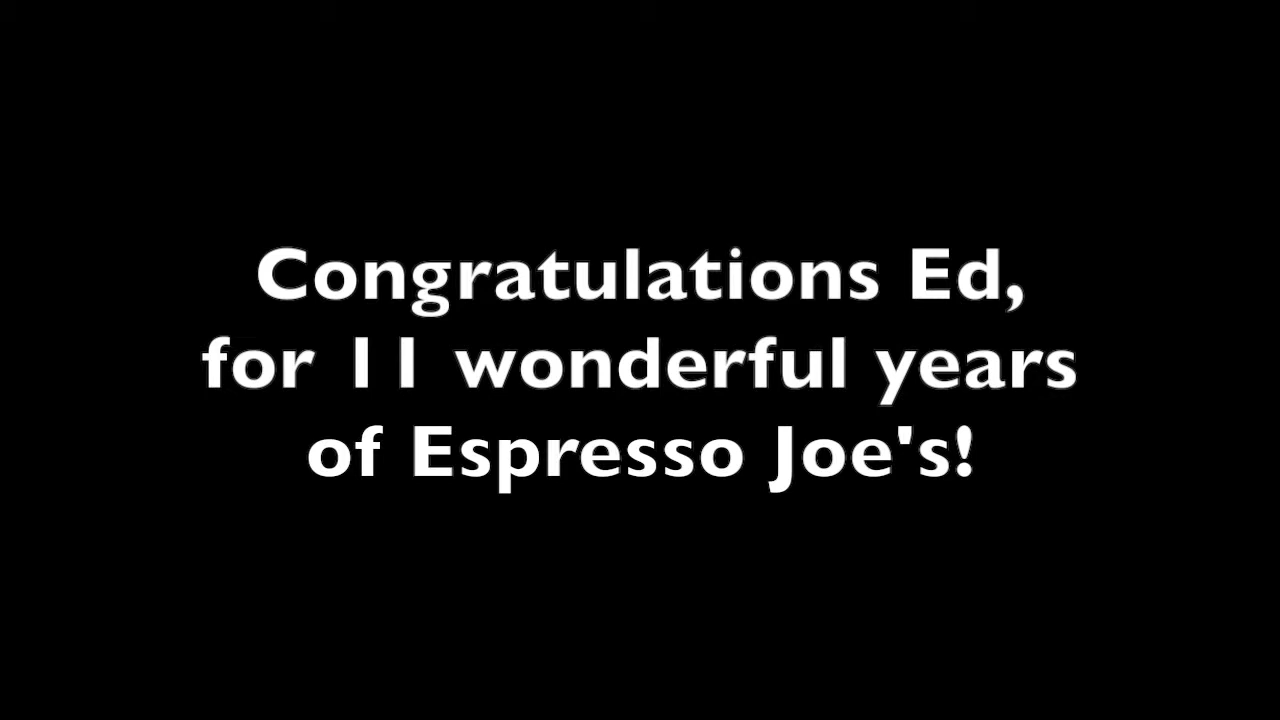 Congratulations Ed,
for 11 wonderful years
of Espresso Joe's!